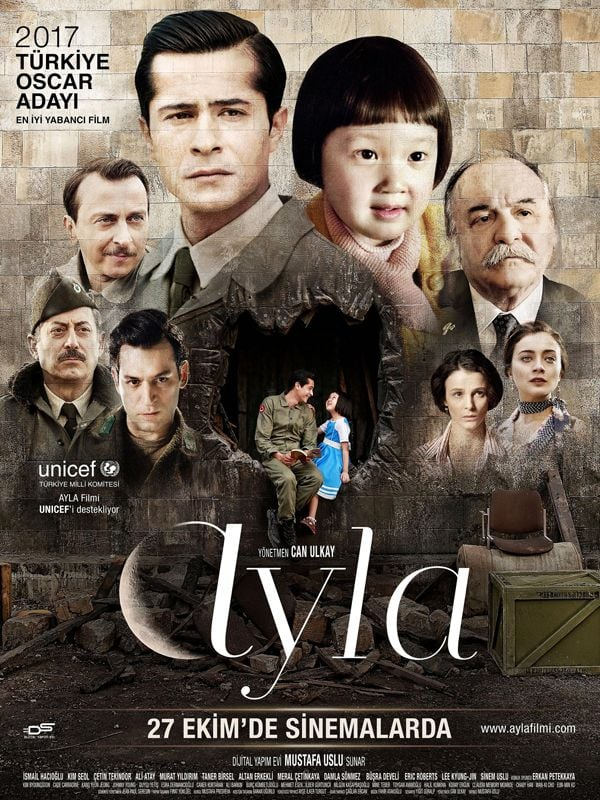 2017
TÜRKİYE
OSCAR
ADAYI
EN İYİ YABANCI FİLM
unicef
TÜRKİYE MİLLİ KOMİTESİ
AYLA Filmi
UNICEF'i destekliyor
YÖNETMEN CAN ULKAY
Ayla
DS
27 EKİM'DE SİNEMALARDA
www.aylafilmi.com
DİJİTAL YAPIM EVİ MUSTAFA USLU SUNAR
İSMAİL HACIOĞLU KIM SEOL ÇETİN TEKİNDOR ALİ ATAY MURAT YILDIRIM TANER BİRSEL ALTAN ERKEKLİ MERAL ÇETİNKAYA DAMLA SÖNMEZ BÜŞRA DEVELİ ERIC ROBERTS LEE KYUNG-JIN SİNEM USLU ERKAN PETEKKAYA